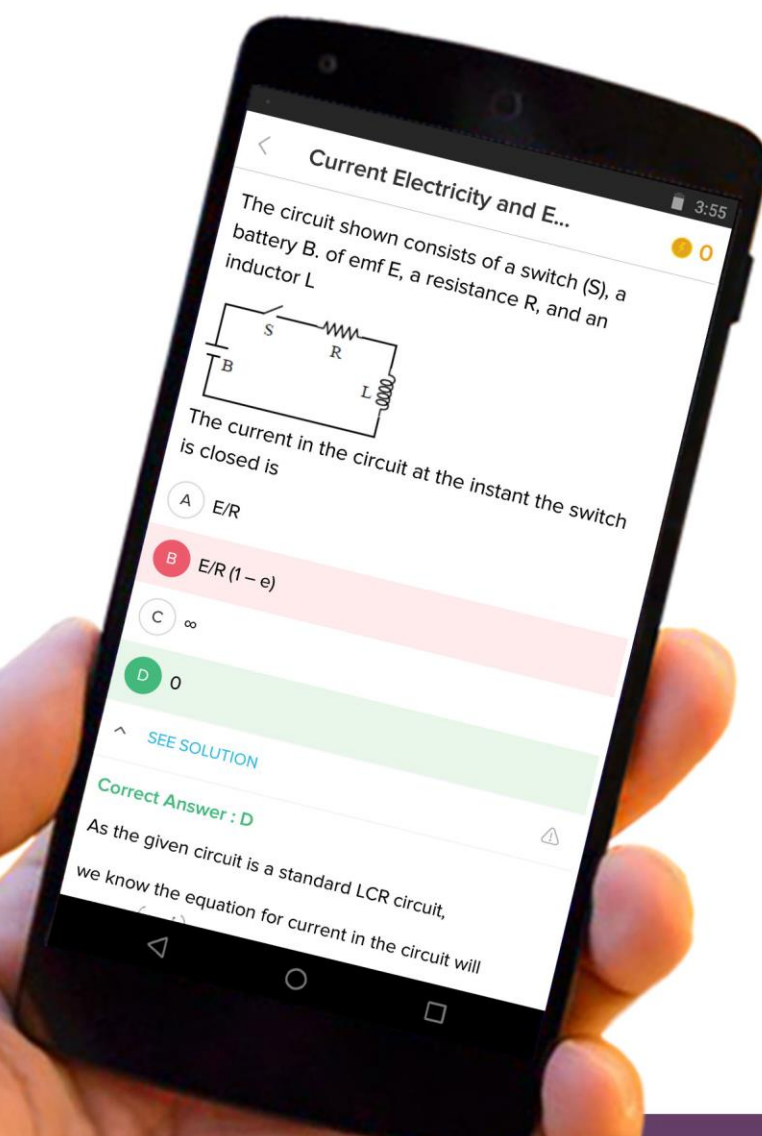 3:55
Current Electricity and E...
0
The circuit shown consists of a switch (S), a
battery B. of emf E, a resistance R, and an
inductor L
S
R
B
L
The current in the circuit at the instant the switch
is closed is
A E/R
B E/R (1 – e)
C ∞
D 0
SEE SOLUTION
Correct Answer : D
As the given circuit is a standard LCR circuit,
we know the equation for current in the circuit will